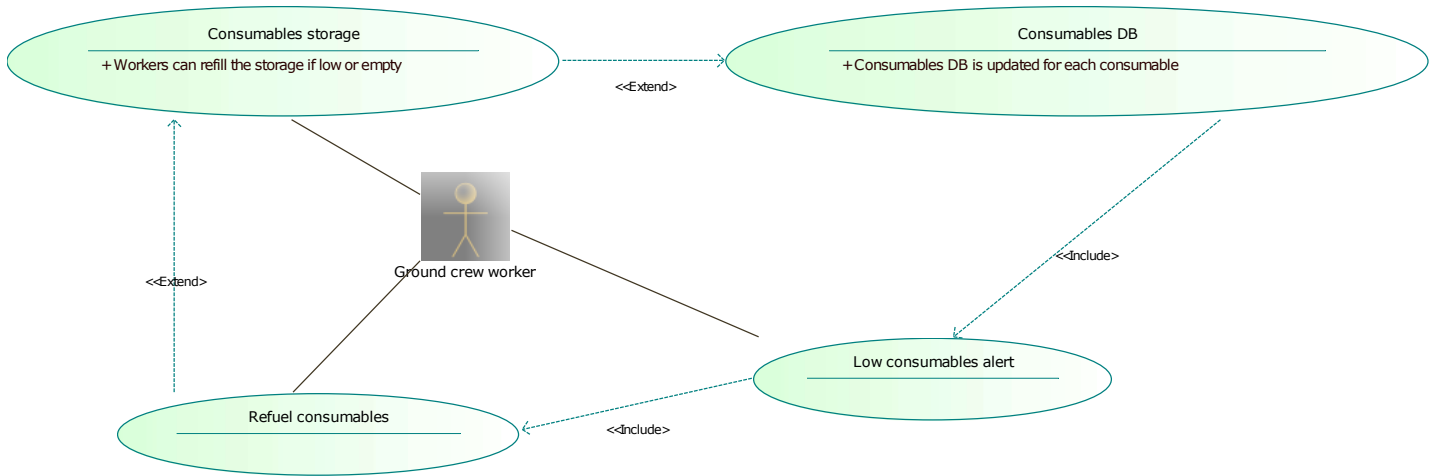 Consumables storage
+ Workers can refill the storage if low or empty
Consumables DB
+ Consumables DB is updated for each consumable
<<Extend>
Ground crew worker
<<Include>
<<Extend>
Low consumables alert
Refuel consumables
<<Include>